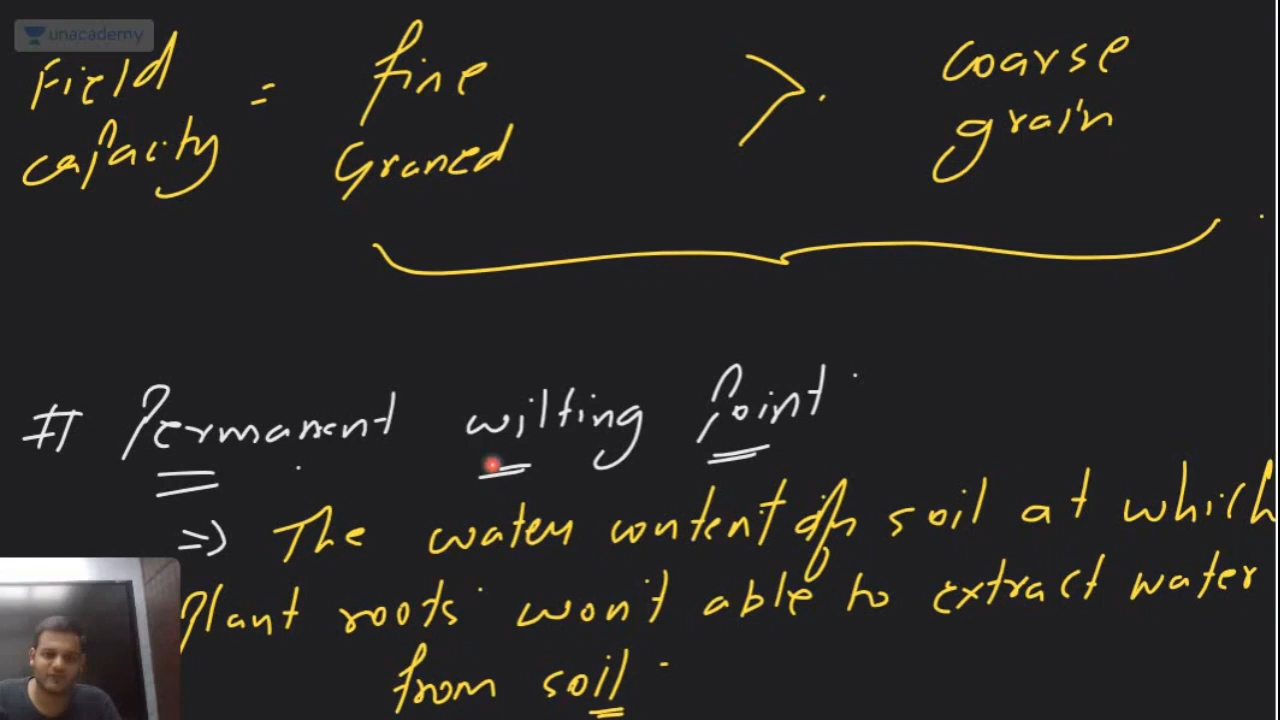 unacademy
Field capacity = fine Graned > coarse grain
# Permanent wilting Point
=> The water content of soil at which
Plant roots won't able to extract water
from soil